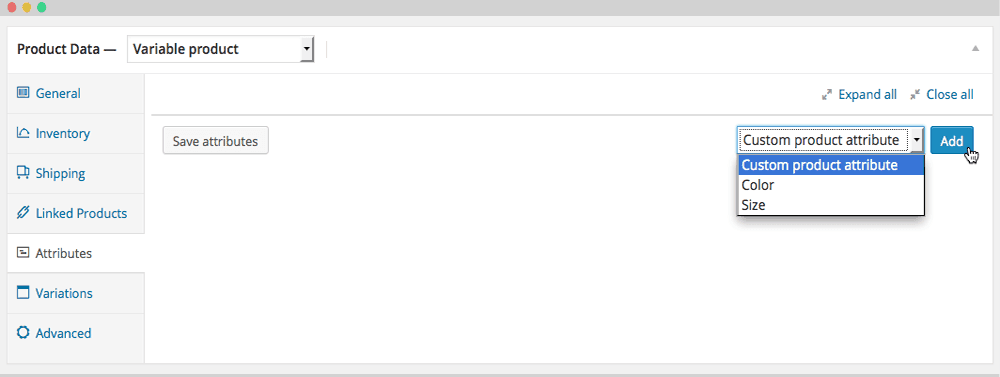 Product Data — Variable product
General
Inventory
Shipping
Linked Products
Attributes
Variations
Advanced
Expand all Close all
Save attributes Custom product attribute Add
Custom product attribute
Color
Size